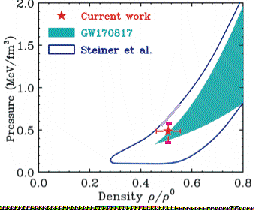 2.0
Current work
GW170817
Steiner et al.
1.5
1.0
0.5
0.0
Pressure (MeV/fm³)
0.0 0.2 0.4 0.6 0.8
Density ρ/ρ⁰